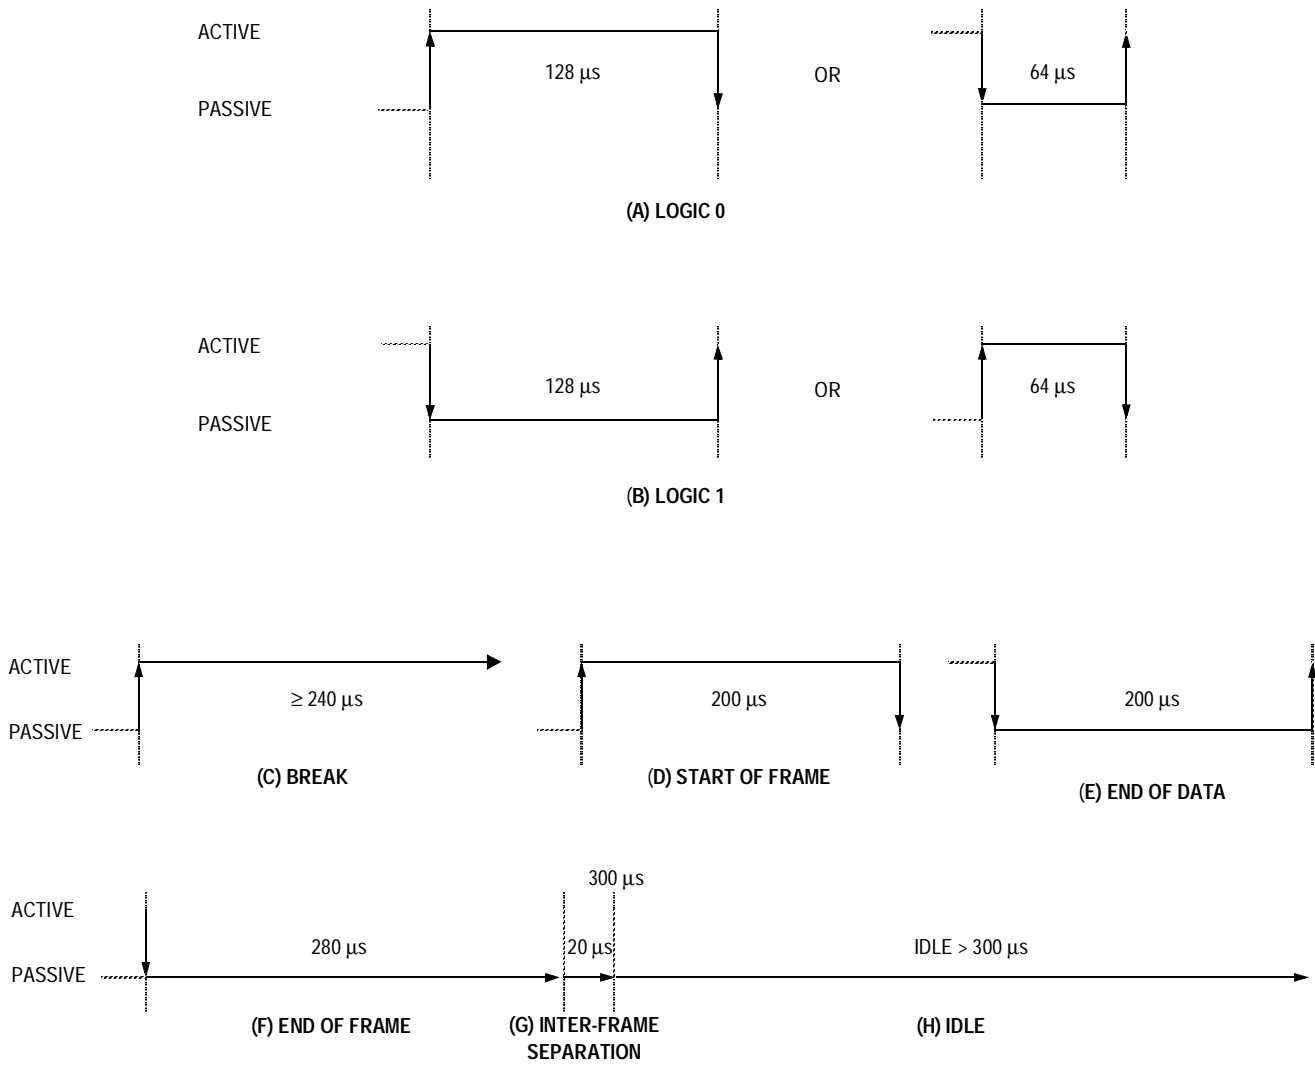 ACTIVE
128 μs
OR
64 μs
PASSIVE
(A) LOGIC 0
ACTIVE
128 μs
OR
64 μs
PASSIVE
(B) LOGIC 1
ACTIVE
≥ 240 μs
200 μs
200 μs
PASSIVE
(C) BREAK
(D) START OF FRAME
(E) END OF DATA
300 μs
ACTIVE
280 μs
20 μs
IDLE > 300 μs
PASSIVE
(F) END OF FRAME
(G) INTER-FRAME
SEPARATION
(H) IDLE